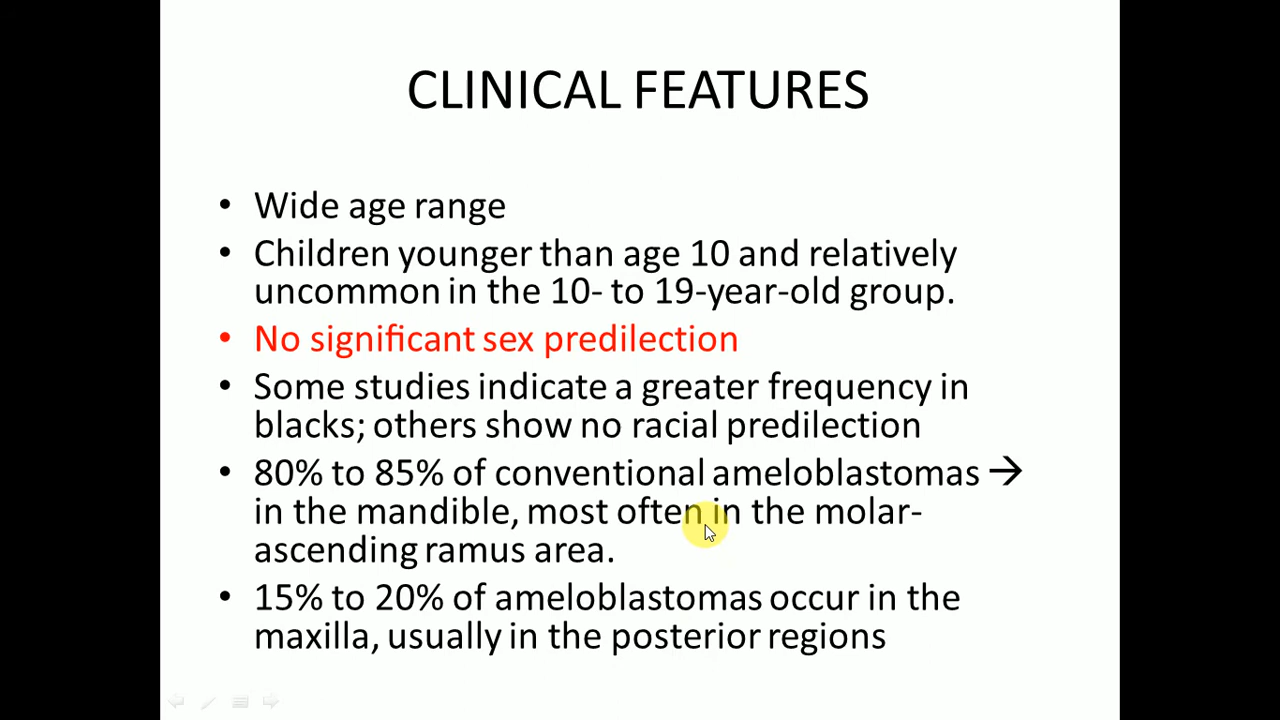 CLINICAL FEATURES
• Wide age range
• Children younger than age 10 and relatively
uncommon in the 10- to 19-year-old group.
• No significant sex predilection
• Some studies indicate a greater frequency in
blacks; others show no racial predilection
• 80% to 85% of conventional ameloblastomas →
in the mandible, most often in the molar-
ascending ramus area.
• 15% to 20% of ameloblastomas occur in the
maxilla, usually in the posterior regions